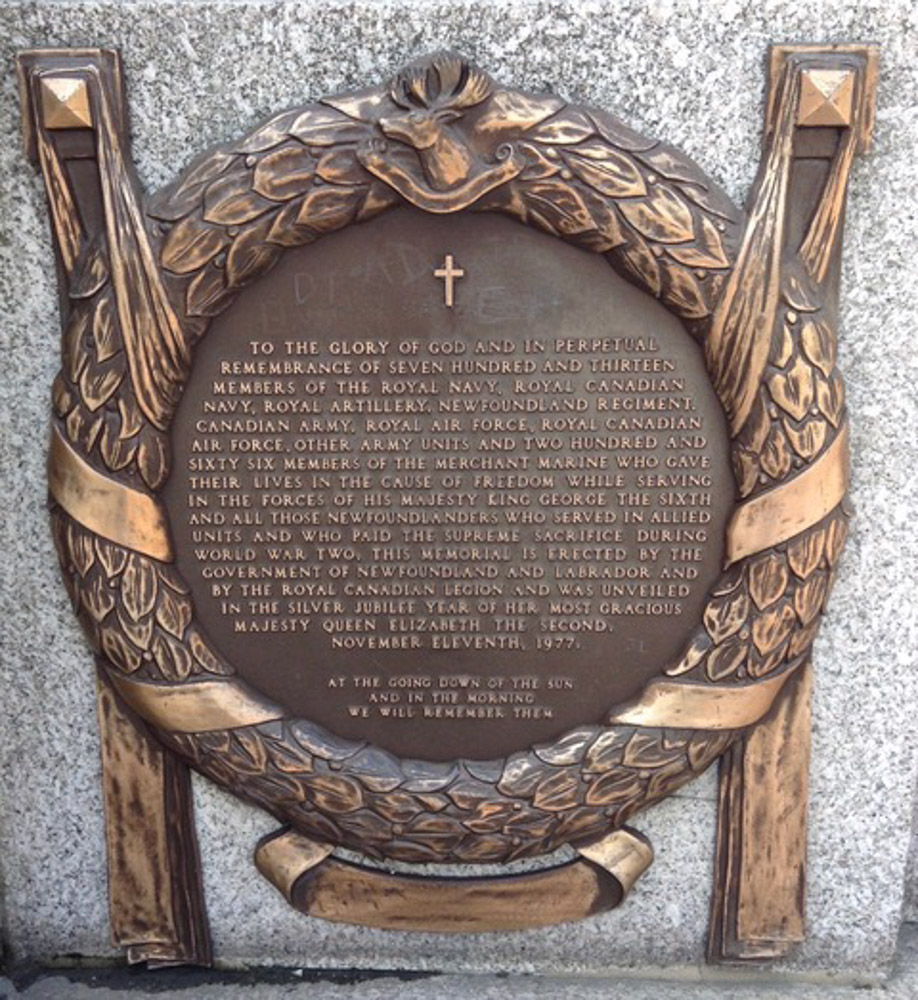 TO THE GLORY OF GOD AND IN PERPETUAL
REMEMBRANCE OF SEVEN HUNDRED AND THIRTEEN
MEMBERS OF THE ROYAL NAVY, ROYAL CANADIAN
NAVY, ROYAL ARTILLERY, NEWFOUNDLAND REGIMENT,
CANADIAN ARMY, ROYAL AIR FORCE, ROYAL CANADIAN
AIR FORCE, OTHER ARMY UNITS AND TWO HUNDRED AND
SIXTY SIX MEMBERS OF THE MERCHANT MARINE WHO GAVE
THEIR LIVES IN THE CAUSE OF FREEDOM WHILE SERVING
IN THE FORCES OF HIS MAJESTY KING GEORGE THE SIXTH
AND ALL THOSE NEWFOUNDLANDERS WHO SERVED IN ALLIED
UNITS AND WHO PAID THE SUPREME SACRIFICE DURING
WORLD WAR TWO. THIS MEMORIAL IS ERECTED BY THE
GOVERNMENT OF NEWFOUNDLAND AND LABRADOR AND
BY THE ROYAL CANADIAN LEGION AND WAS UNVEILED
IN THE SILVER JUBILEE YEAR OF HER MOST GRACIOUS
MAJESTY QUEEN ELIZABETH THE SECOND.
NOVEMBER ELEVENTH, 1977.
AT THE GOING DOWN OF THE SUN
AND IN THE MORNING
WE WILL REMEMBER THEM